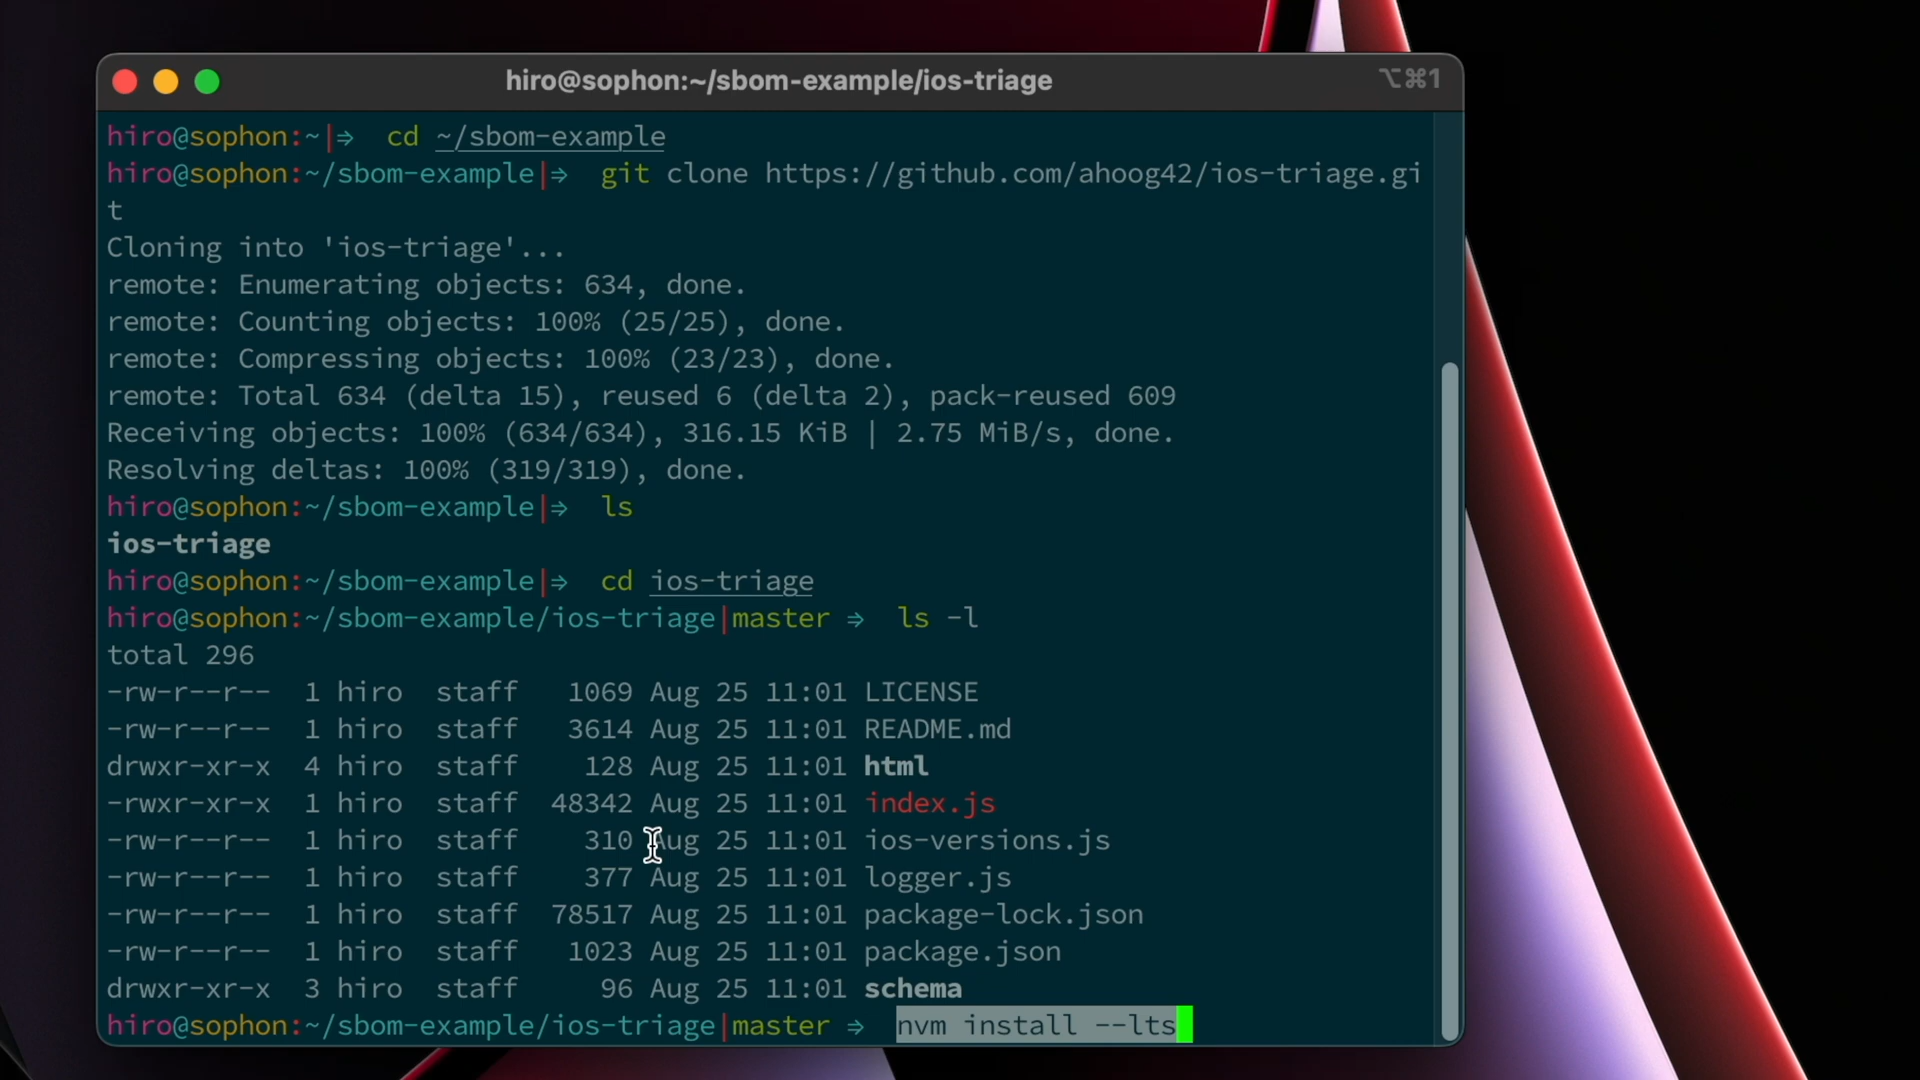 hiro@sophon:~/sbom-example/ios-triage
⌥⌘1
hiro@sophon:~|⇒  cd ~/sbom-example
hiro@sophon:~/sbom-example|⇒  git clone https://github.com/ahoog42/ios-triage.gi
t
Cloning into 'ios-triage'...
remote: Enumerating objects: 634, done.
remote: Counting objects: 100% (25/25), done.
remote: Compressing objects: 100% (23/23), done.
remote: Total 634 (delta 15), reused 6 (delta 2), pack-reused 609
Receiving objects: 100% (634/634), 316.15 KiB | 2.75 MiB/s, done.
Resolving deltas: 100% (319/319), done.
hiro@sophon:~/sbom-example|⇒  ls
ios-triage
hiro@sophon:~/sbom-example|⇒  cd ios-triage
hiro@sophon:~/sbom-example/ios-triage|master ⇒  ls -l
total 296
-rw-r--r--  1 hiro  staff   1069 Aug 25 11:01 LICENSE
-rw-r--r--  1 hiro  staff   3614 Aug 25 11:01 README.md
drwxr-xr-x  4 hiro  staff    128 Aug 25 11:01 html
-rwxr-xr-x  1 hiro  staff  48342 Aug 25 11:01 index.js
-rw-r--r--  1 hiro  staff    310 Aug 25 11:01 ios-versions.js
-rw-r--r--  1 hiro  staff    377 Aug 25 11:01 logger.js
-rw-r--r--  1 hiro  staff  78517 Aug 25 11:01 package-lock.json
-rw-r--r--  1 hiro  staff   1023 Aug 25 11:01 package.json
drwxr-xr-x  3 hiro  staff     96 Aug 25 11:01 schema
hiro@sophon:~/sbom-example/ios-triage|master ⇒  nvm install --lts